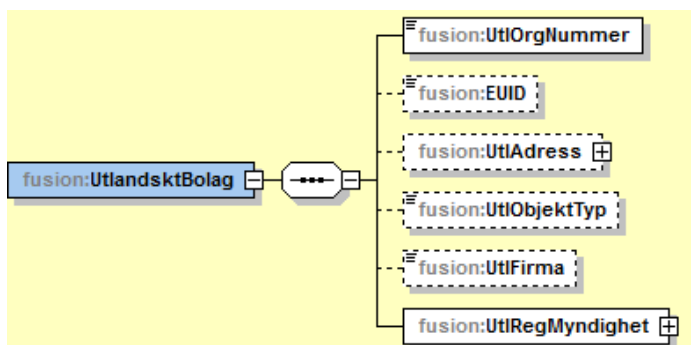 fusion:UtlOrgNummer
fusion:EUID
fusion:UtlAdress
fusion:UtlandsktBolag
fusion:UtlObjektTyp
fusion:UtlFirma
fusion:UtlRegMyndighet